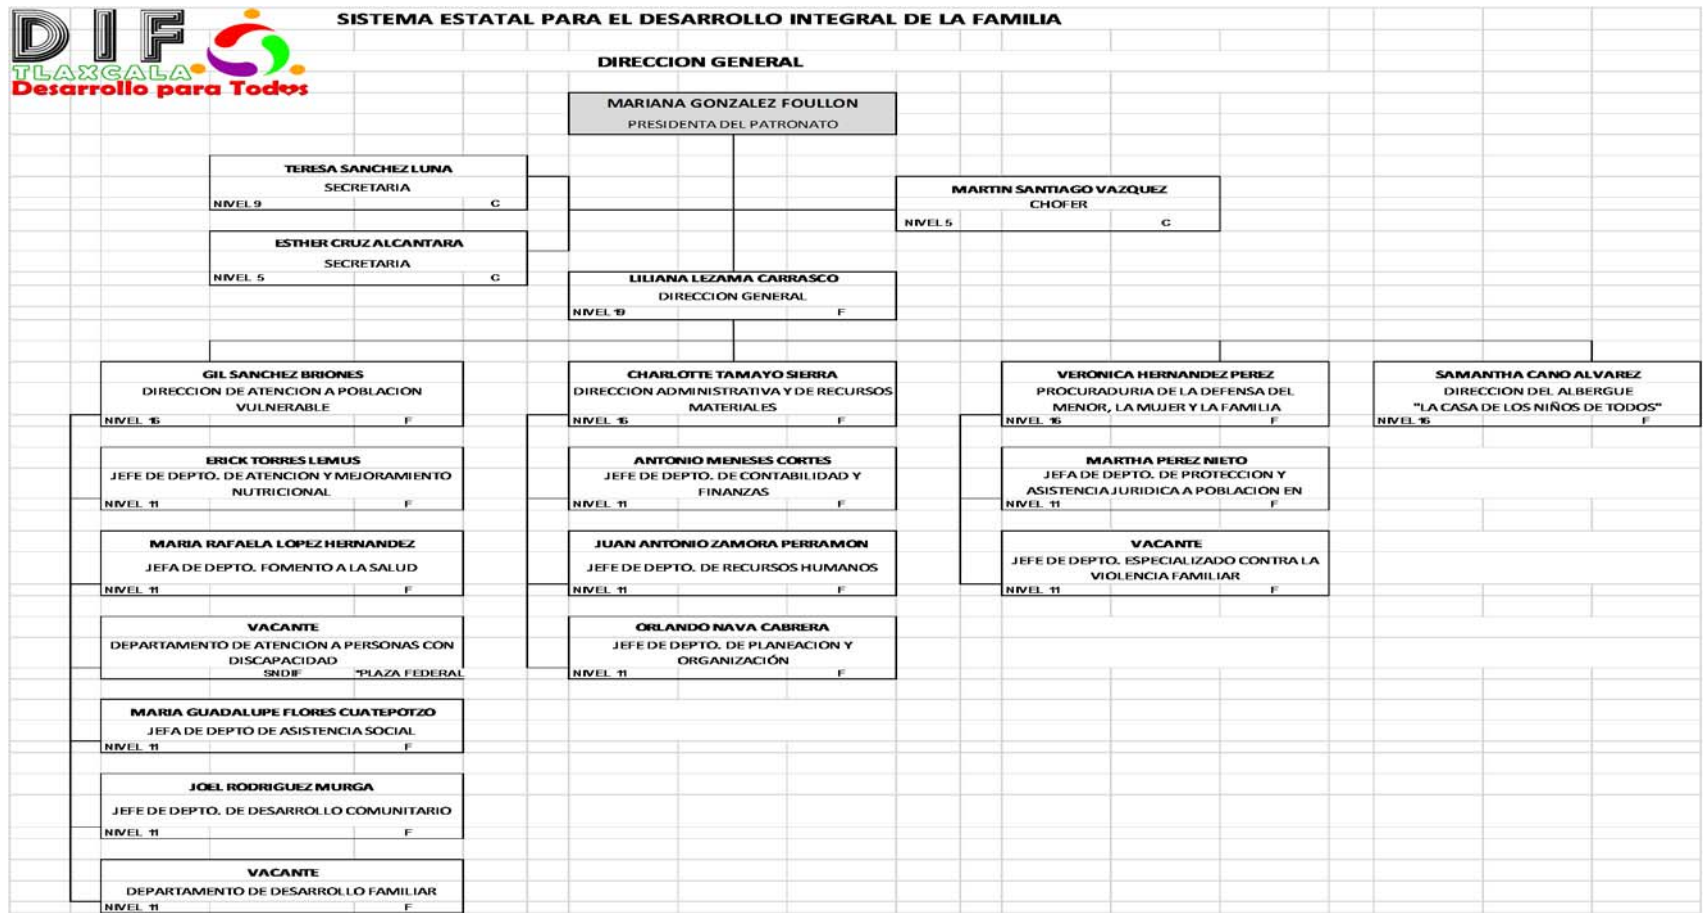 SISTEMA ESTATAL PARA EL DESARROLLO INTEGRAL DE LA FAMILIA
DIF
TLAXCALA
Desarrollo para Todos
DIRECCION GENERAL
MARIANA GONZALEZ FOULLON
PRESIDENTA DEL PATRONATO
TERESA SANCHEZ LUNA
SECRETARIA
NIVEL 9 C
MARTIN SANTIAGO VAZQUEZ
CHOFER
NIVEL 5 C
ESTHER CRUZ ALCANTARA
SECRETARIA
NIVEL 5 C
LILIANA LEZAMA CARRASCO
DIRECCION GENERAL
NIVEL 19 F
GIL SANCHEZ BRIONES
DIRECCION DE ATENCION A POBLACION
VULNERABLE
NIVEL 16 F
CHARLOTTE TAMAYO SIERRA
DIRECCION ADMINISTRATIVA Y DE RECURSOS
MATERIALES
NIVEL 16 F
VERONICA HERNANDEZ PEREZ
PROCURADURIA DE LA DEFENSA DEL
MENOR, LA MUJER Y LA FAMILIA
NIVEL 16 F
SAMANTHA CANO ALVAREZ
DIRECCION DEL ALBERGUE
"LA CASA DE LOS NIÑOS DE TODOS"
NIVEL 16 F
ERICK TORRES LEMUS
JEFE DE DEPTO. DE ATENCION Y MEJORAMIENTO
NUTRICIONAL
NIVEL 11 F
ANTONIO MENESES CORTES
JEFE DE DEPTO. DE CONTABILIDAD Y
FINANZAS
NIVEL 11 F
MARTHA PEREZ NIETO
JEFA DE DEPTO. DE PROTECCION Y
ASISTENCIA JURIDICA A POBLACION EN
NIVEL 11 F
MARIA RAFAELA LOPEZ HERNANDEZ
JEFA DE DEPTO. FOMENTO A LA SALUD
NIVEL 11 F
JUAN ANTONIO ZAMORA PERRAMON
JEFE DE DEPTO. DE RECURSOS HUMANOS
NIVEL 11 F
VACANTE
JEFE DE DEPTO. ESPECIALIZADO CONTRA LA
VIOLENCIA FAMILIAR
NIVEL 11 F
VACANTE
DEPARTAMENTO DE ATENCION A PERSONAS CON
DISCAPACIDAD
SNDIF "PLAZA FEDERAL
ORLANDO NAVA CABRERA
JEFE DE DEPTO. DE PLANEACION Y
ORGANIZACIÓN
NIVEL 11 F
MARIA GUADALUPE FLORES CUATEPOTZO
JEFA DE DEPTO DE ASISTENCIA SOCIAL
NIVEL 11 F
JOEL RODRIGUEZ MURGA
JEFE DE DEPTO. DE DESARROLLO COMUNITARIO
NIVEL 11 F
VACANTE
DEPARTAMENTO DE DESARROLLO FAMILIAR
NIVEL 11 F